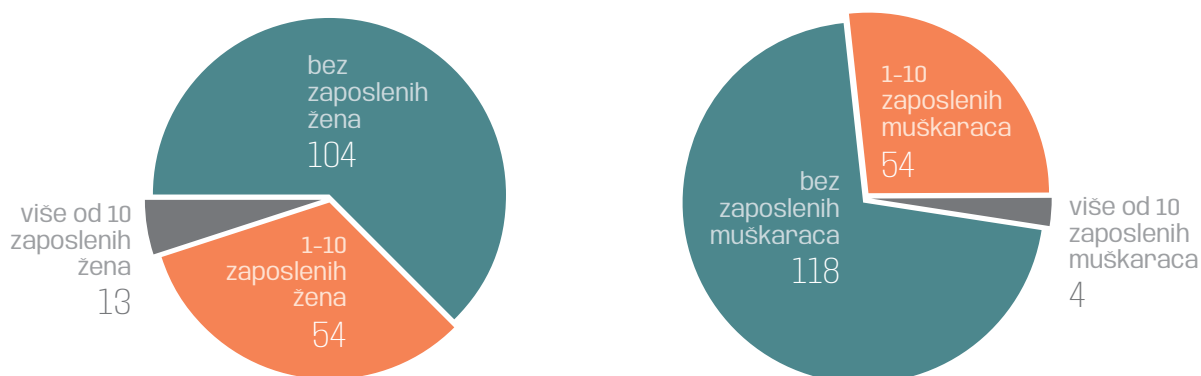 bez
zaposlenih
žena
104
više od 10
zaposlenih
žena
13
1-10
zaposlenih
žena
54
1-10
zaposlenih
muškaraca
54
bez
zaposlenih
muškaraca
118
više od 10
zaposlenih
muškaraca
4